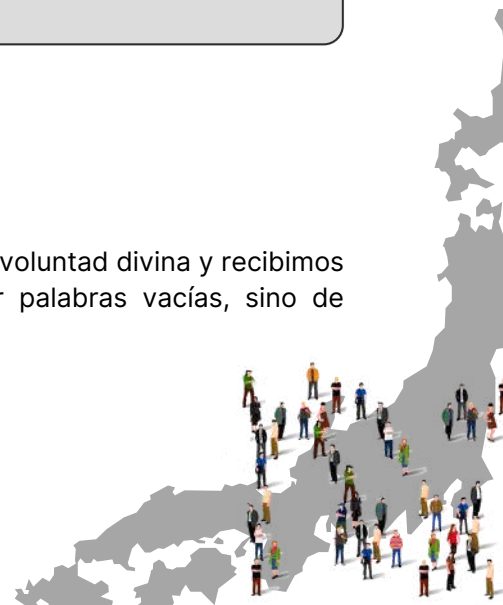 voluntad divina y recibimos
palabras vacías, sino de